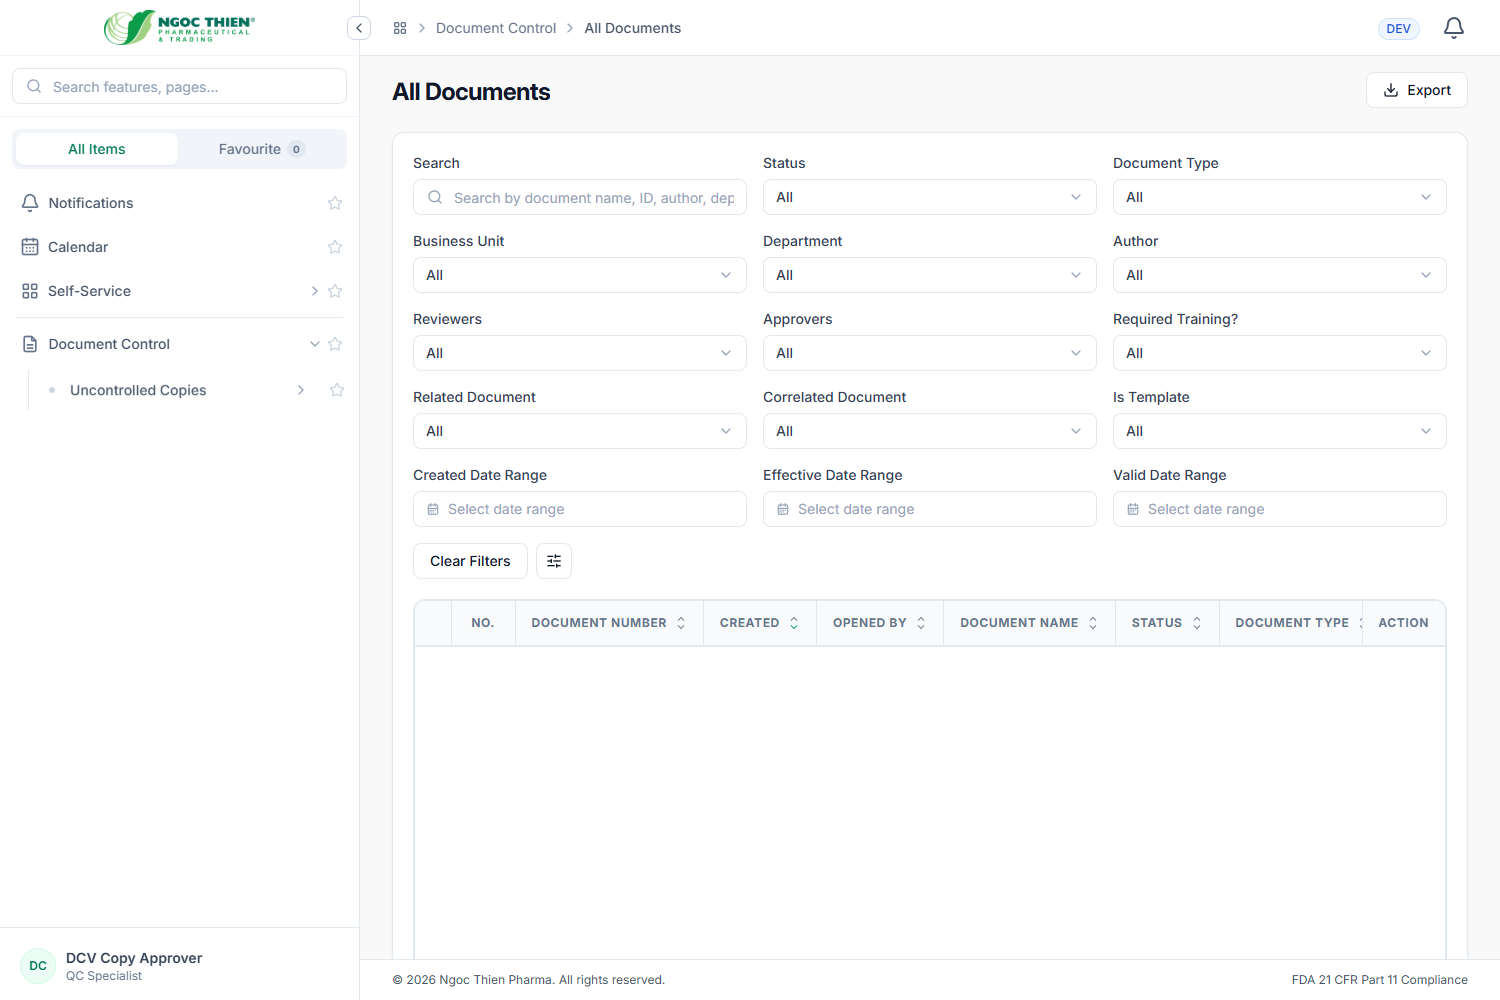 NGOC THIEN®
PHARMACEUTICAL
& TRADING
Search features, pages...
All Items
Favourite 0
Notifications
Calendar
Self-Service
Document Control
Uncontrolled Copies
DC
DCV Copy Approver
QC Specialist
Document Control
All Documents
DEV
All Documents
Export
Search
Status
Document Type
Search by document name, ID, author, dep
All
All
Business Unit
Department
Author
All
All
All
Reviewers
Approvers
Required Training?
All
All
All
Related Document
Correlated Document
Is Template
All
All
All
Created Date Range
Effective Date Range
Valid Date Range
Select date range
Select date range
Select date range
Clear Filters
NO. DOCUMENT NUMBER CREATED OPENED BY DOCUMENT NAME STATUS DOCUMENT TYPE ACTION
© 2026 Ngoc Thien Pharma. All rights reserved.
FDA 21 CFR Part 11 Compliance